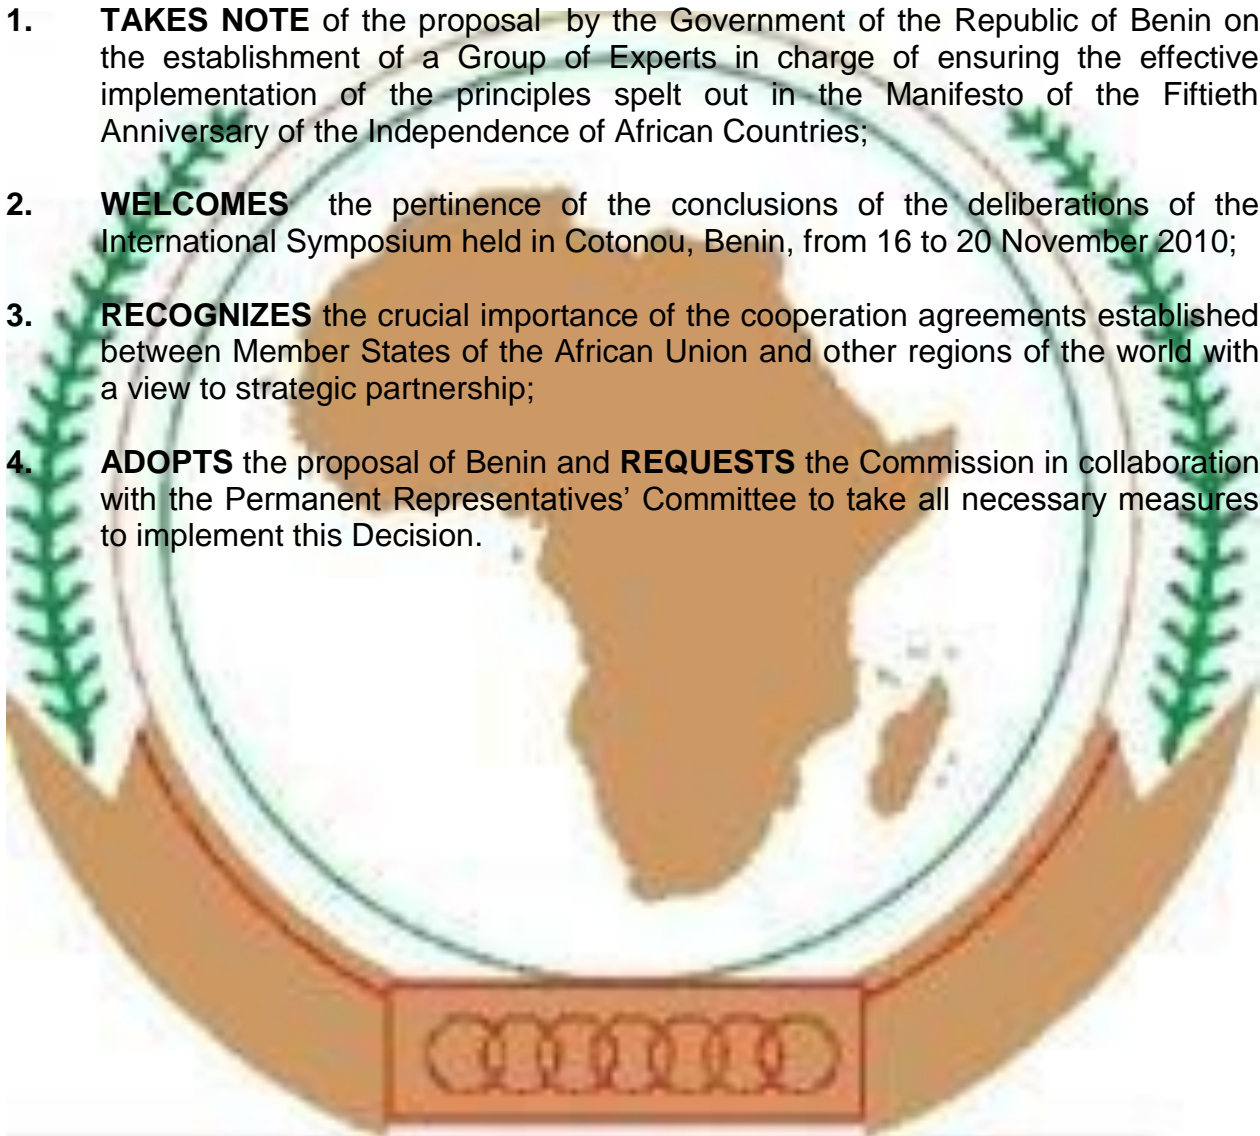 1. TAKES NOTE of the proposal by the Government of the Republic of Benin on
the establishment of a Group of Experts in charge of ensuring the effective
implementation of the principles spelt out in the Manifesto of the Fiftieth
Anniversary of the Independence of African Countries;
2. WELCOMES the pertinence of the conclusions of the deliberations of the
International Symposium held in Cotonou, Benin, from 16 to 20 November 2010;
3. RECOGNIZES the crucial importance of the cooperation agreements established
between Member States of the African Union and other regions of the world with
a view to strategic partnership;
4. ADOPTS the proposal of Benin and REQUESTS the Commission in collaboration
with the Permanent Representatives’ Committee to take all necessary measures
to implement this Decision.